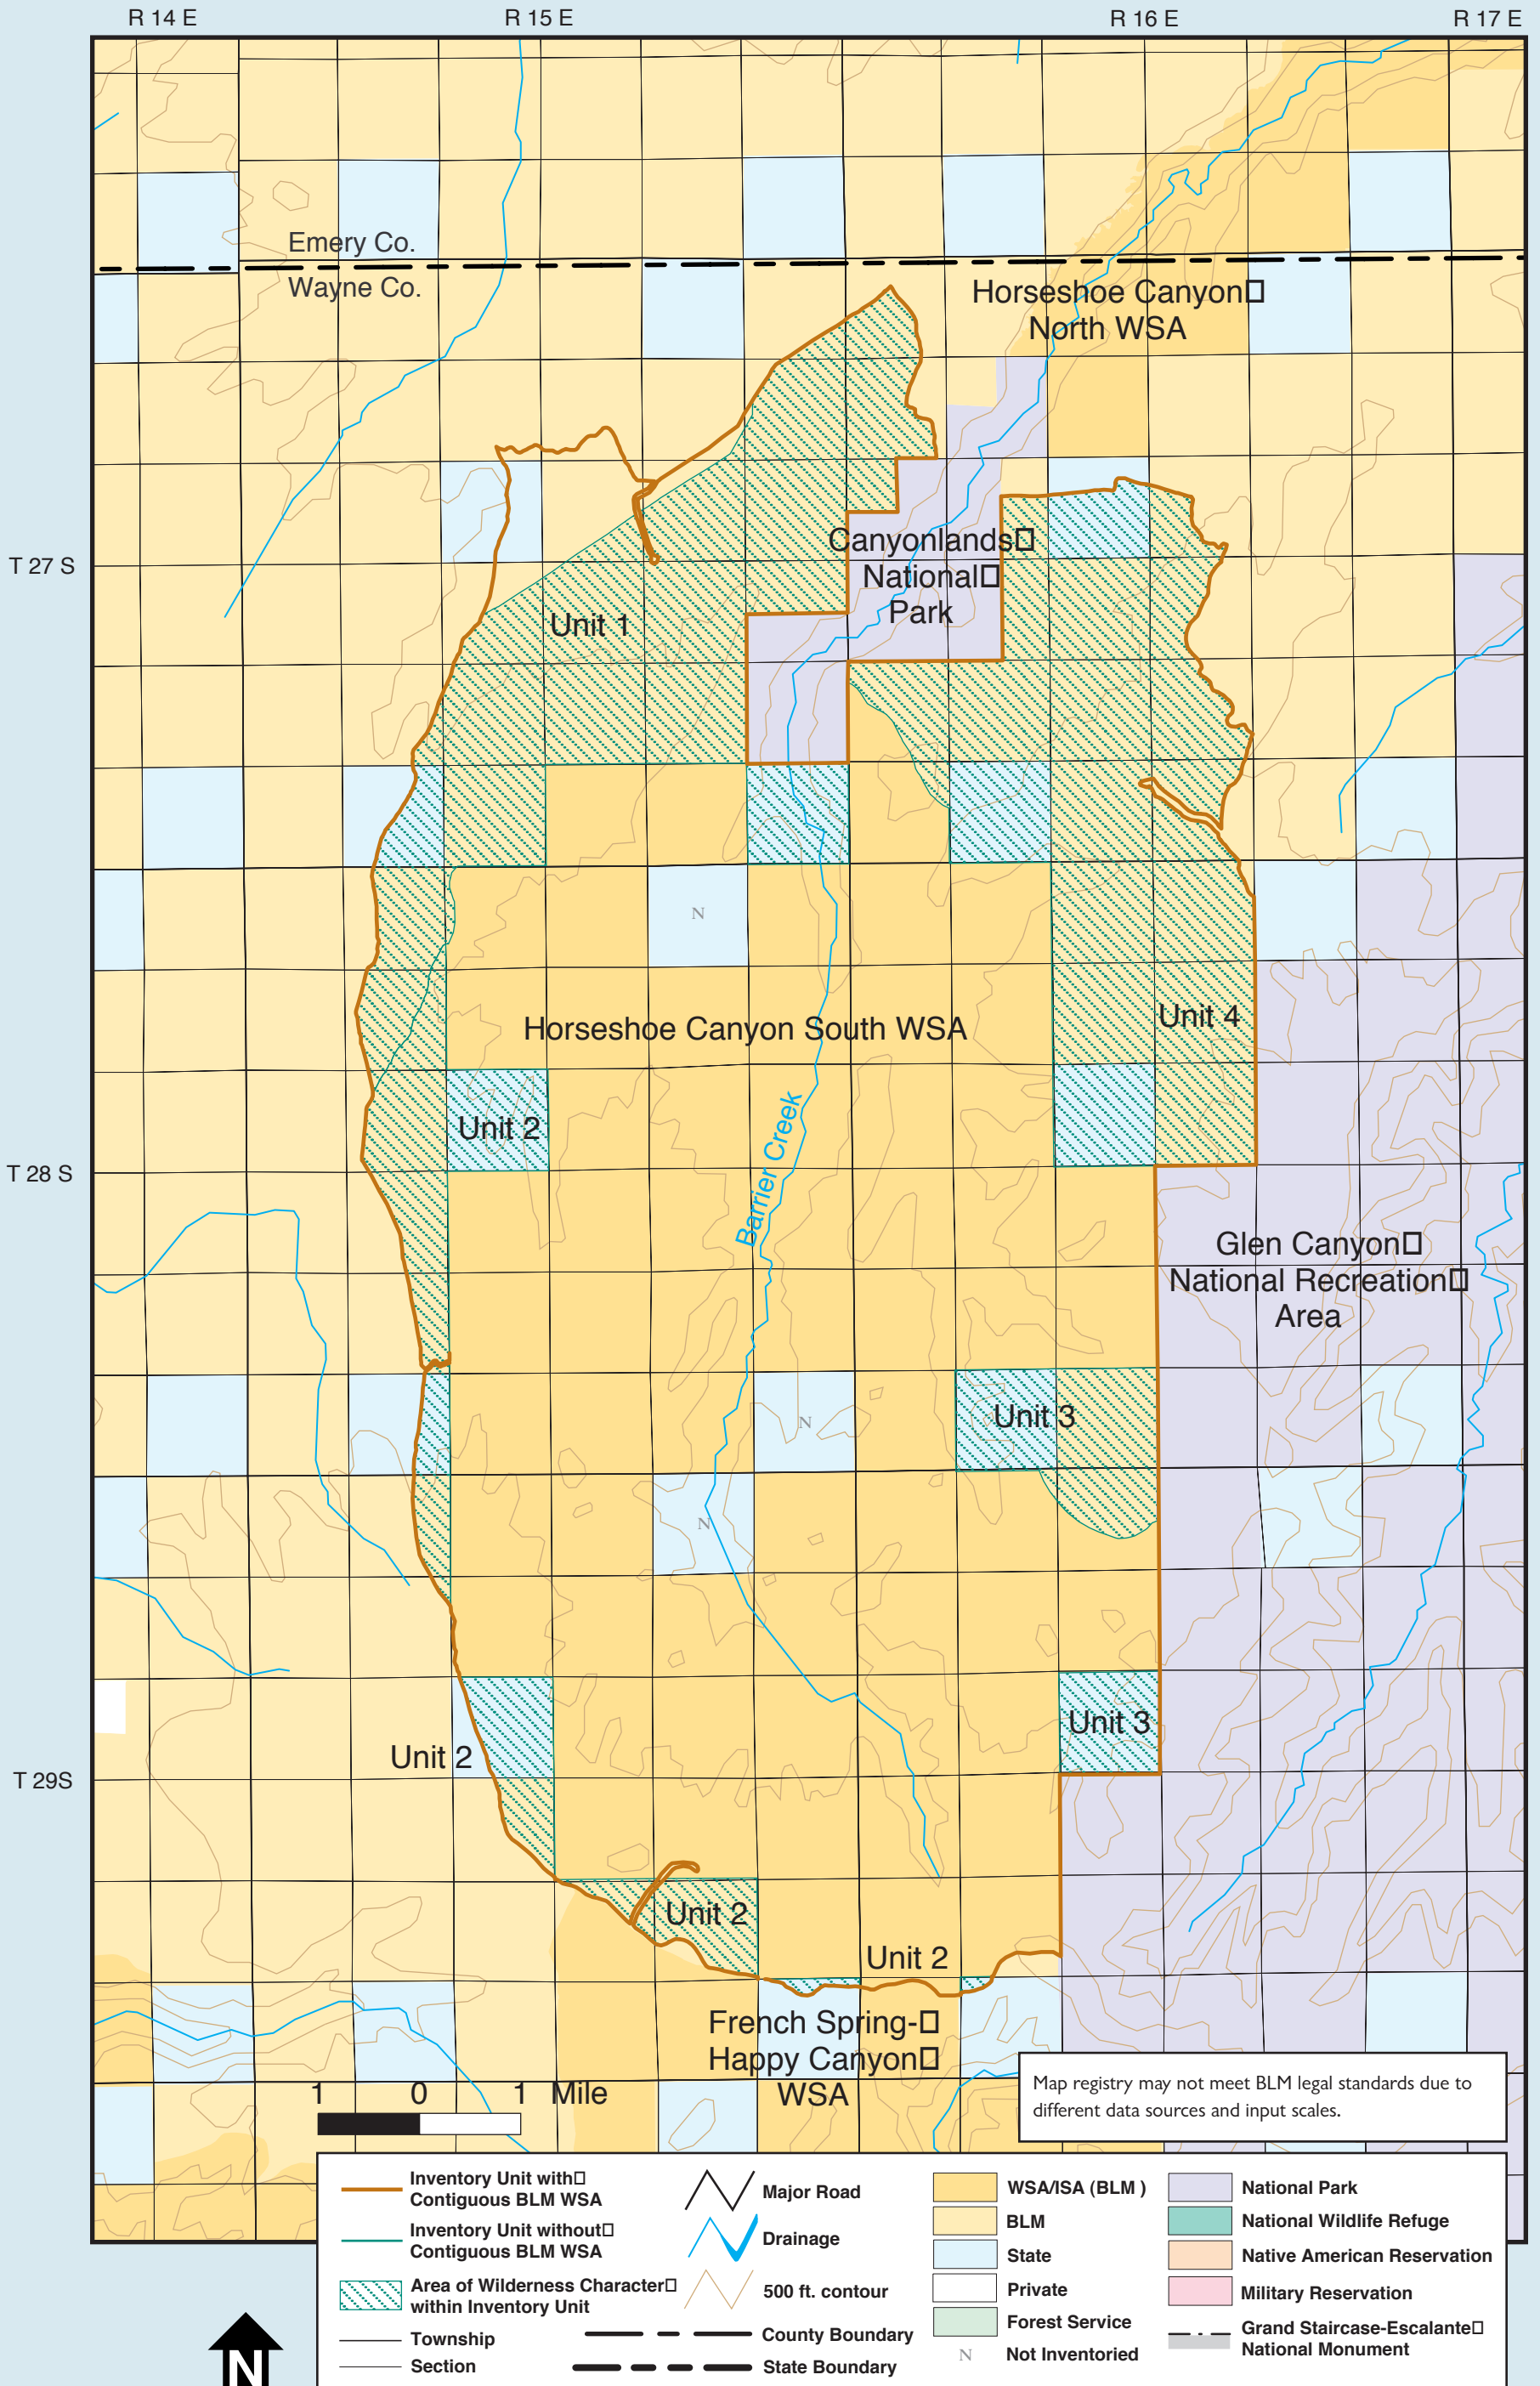 R 14 E
R 15 E
R 16 E
R 17 E
Emery Co.
Wayne Co.
Horseshoe Canyon
North WSA
Canyonlands
National
Park
T 27 S
Unit 1
N
Unit 4
Horseshoe Canyon South WSA
Unit 2
Barrier Creek
T 28 S
Glen Canyon
National Recreation
Area
Unit 3
N
N
Unit 3
Unit 2
T 29S
Unit 2
Unit 2
French Spring-
Happy Canyon
WSA
1 0 1 Mile
Map registry may not meet BLM legal standards due to
different data sources and input scales.
Inventory Unit with
Contiguous BLM WSA
Inventory Unit without
Contiguous BLM WSA
Area of Wilderness Character
within Inventory Unit
Township
Section
Major Road
Drainage
500 ft. contour
County Boundary
State Boundary
WSA/ISA (BLM )
BLM
State
Private
Forest Service
N Not Inventoried
National Park
National Wildlife Refuge
Native American Reservation
Military Reservation
Grand Staircase-Escalante
National Monument
N